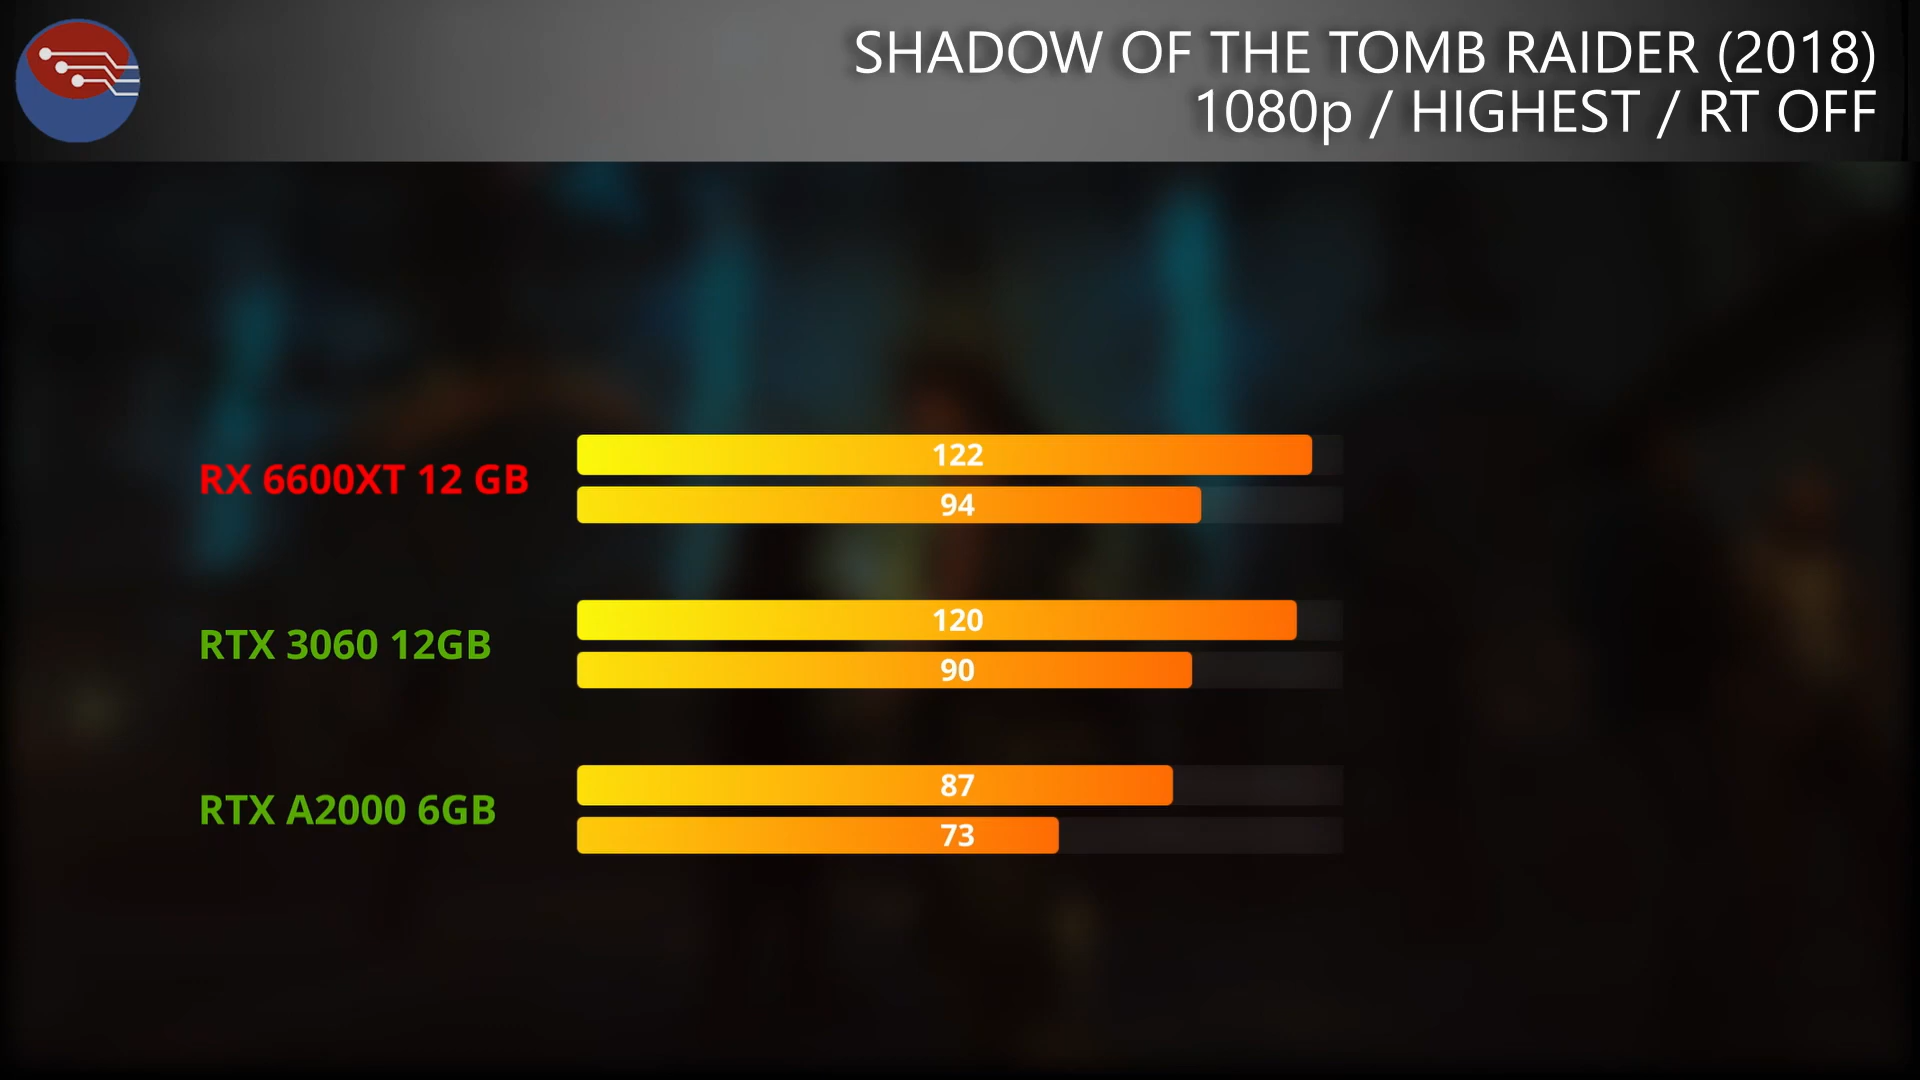 SHADOW OF THE TOMB RAIDER (2018)
1080p / HIGHEST / RT OFF
RX 6600XT 12 GB
122
94
RTX 3060 12GB
120
90
RTX A2000 6GB
87
73